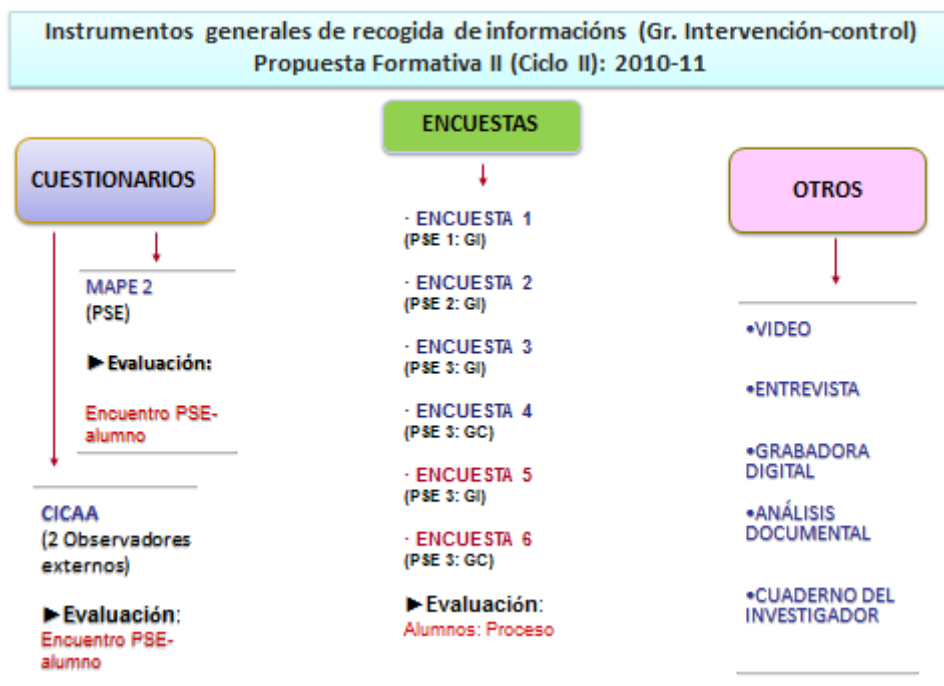 Instrumentos generales de recogida de informacións (Gr. Intervención-control)
Propuesta Formativa II (Ciclo II): 2010-11
CUESTIONARIOS
MAPE 2
(PSE)
►Evaluación:
Encuentro PSE-
alumno
CICAA
(2 Observadores
externos)
►Evaluación:
Encuentro PSE-
alumno
ENCUESTAS
· ENCUESTA 1
(PSE 1: GI)
· ENCUESTA 2
(PSE 2: GI)
· ENCUESTA 3
(PSE 3: GI)
· ENCUESTA 4
(PSE 3: GC)
· ENCUESTA 5
(PSE 3: GI)
· ENCUESTA 6
(PSE 3: GC)
►Evaluación:
Alumnos: Proceso
OTROS
•VIDEO
•ENTREVISTA
•GRABADORA
DIGITAL
•ANÁLISIS
DOCUMENTAL
•CUADERNO DEL
INVESTIGADOR